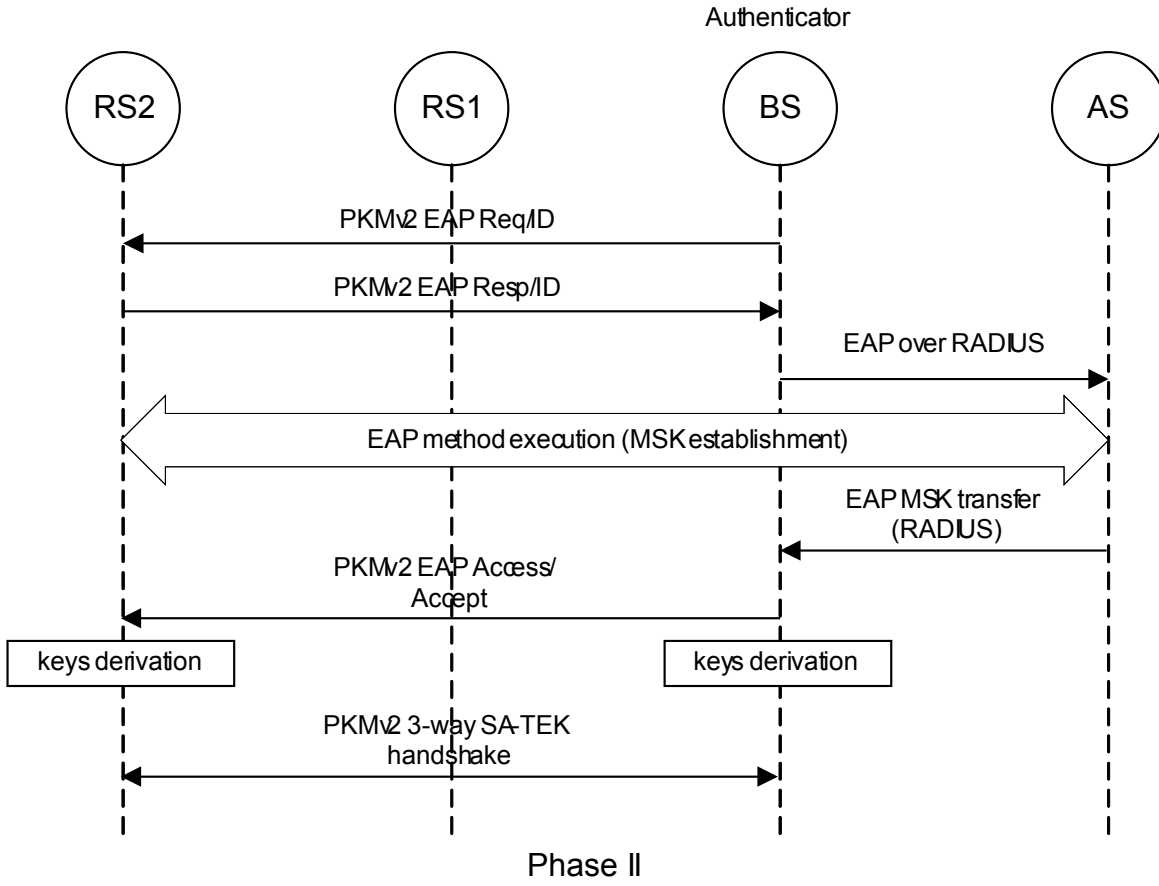 Authenticator
RS2
RS1
BS
AS
PKMv2 EAP Req/ID
PKMv2 EAP Resp/ID
EAP over RADIUS
EAP method execution (MSK establishment)
EAP MSK transfer
(RADIUS)
PKMv2 EAP Access/
Accept
keys derivation
keys derivation
PKMv2 3-way SA-TEK
handshake
Phase II